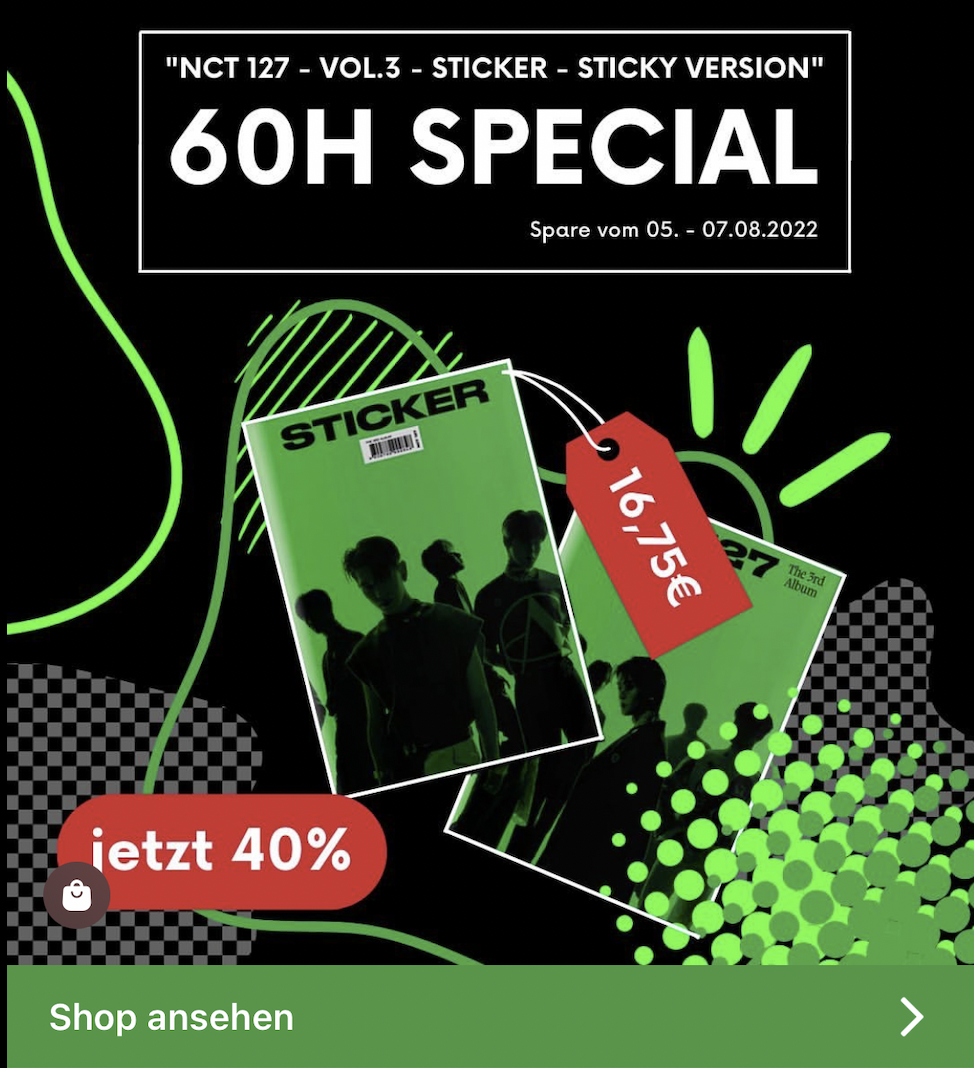 "NCT 127 - VOL.3 - STICKER - STICKY VERSION"
60H SPECIAL
Spare vom 05. - 07.08.2022
STICKER
16,75€
27
The 3rd
Album
jetzt 40%
Shop ansehen